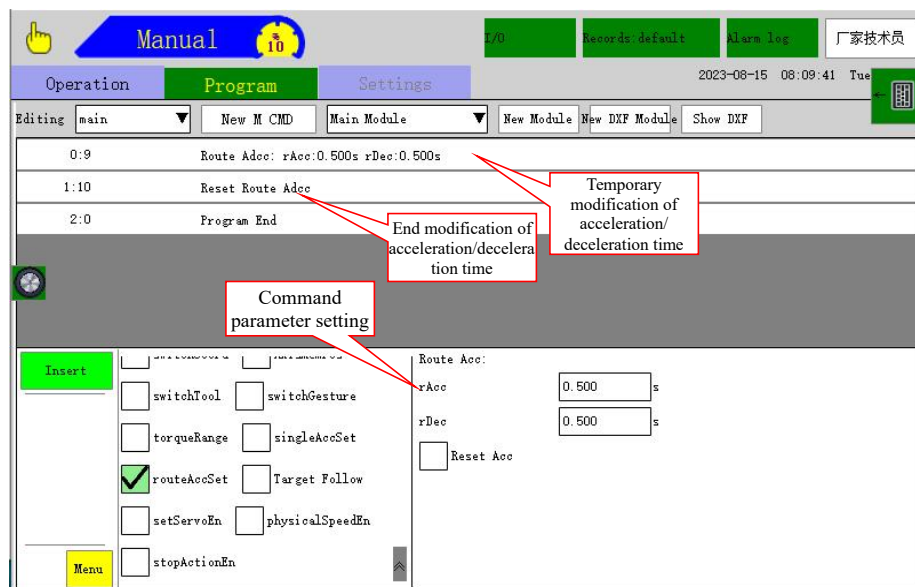 Manual
%
10
I/O
Records:default
Alarm log
厂家技术员
Operation
Program
Settings
2023-08-15 08:09:41 Tue
Editing
main
New M CMD
Main Module
New Module
New DXF Module
Show DXF
0:9
Route Adcc: rAcc:0.500s rDec:0.500s
1:10
Reset Route Adcc
2:0
Program End
Temporary
modification of
acceleration/
deceleration time
End modification of
acceleration/decelera
tion time
Command
parameter setting
Insert
switchTool
switchGesture
torqueRange
singleAccSet
routeAccSet
Target Follow
setServoEn
physicalSpeedEn
stopActionEn
Menu
Route Acc:
rAcc
0.500
s
rDec
0.500
s
Reset Acc